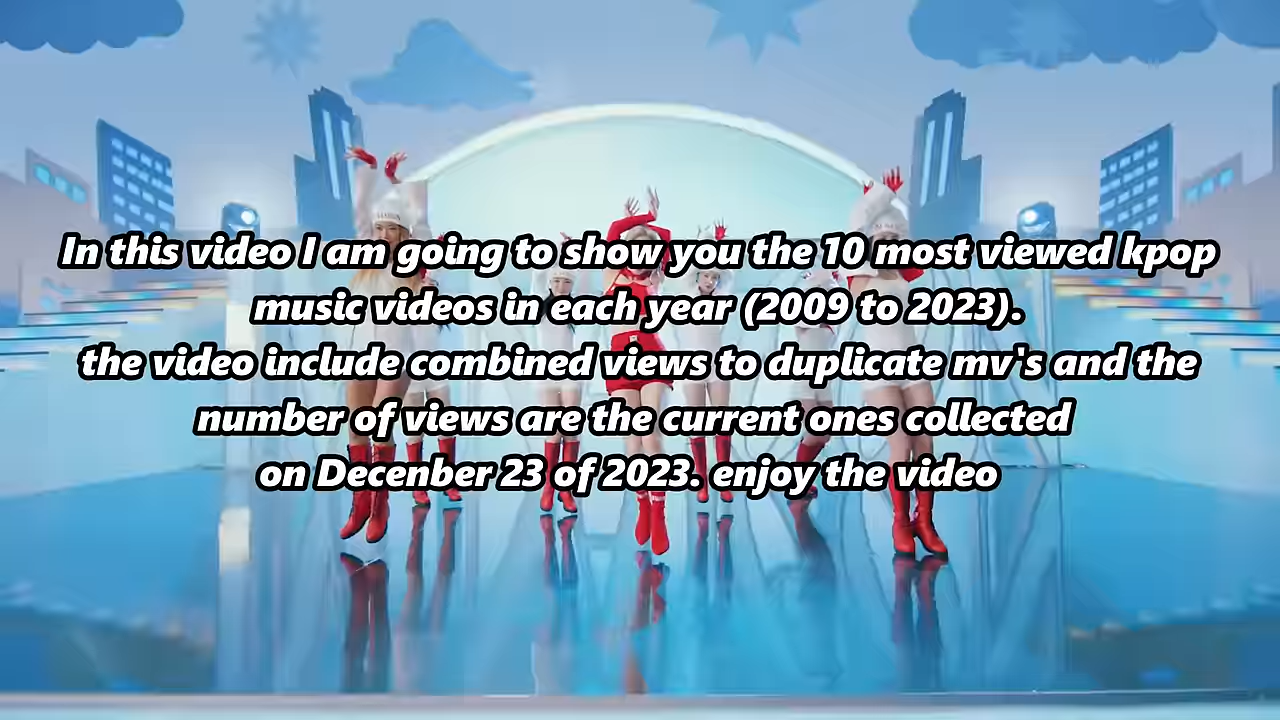 In this video I am going to show you the 10 most viewed kpop
music videos in each year (2009 to 2023).
the video include combined views to duplicate mv's and the
number of views are the current ones collected
on Decenber 23 of 2023. enjoy the video